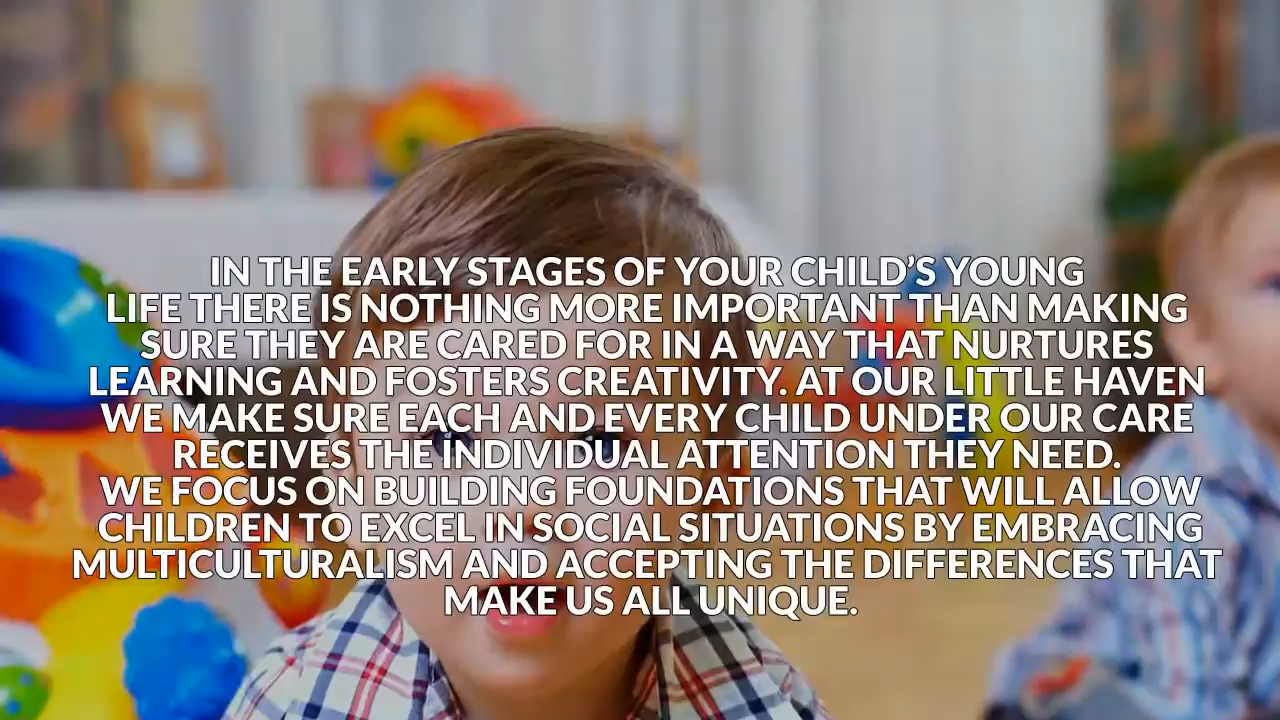 IN THE EARLY STAGES OF YOUR CHILD’S YOUNG
LIFE THERE IS NOTHING MORE IMPORTANT THAN MAKING
SURE THEY ARE CARED FOR IN A WAY THAT NURTURES
LEARNING AND FOSTERS CREATIVITY. AT OUR LITTLE HAVEN
WE MAKE SURE EACH AND EVERY CHILD UNDER OUR CARE
RECEIVES THE INDIVIDUAL ATTENTION THEY NEED.
WE FOCUS ON BUILDING FOUNDATIONS THAT WILL ALLOW
CHILDREN TO EXCEL IN SOCIAL SITUATIONS BY EMBRACING
MULTICULTURALISM AND ACCEPTING THE DIFFERENCES THAT
MAKE US ALL UNIQUE.